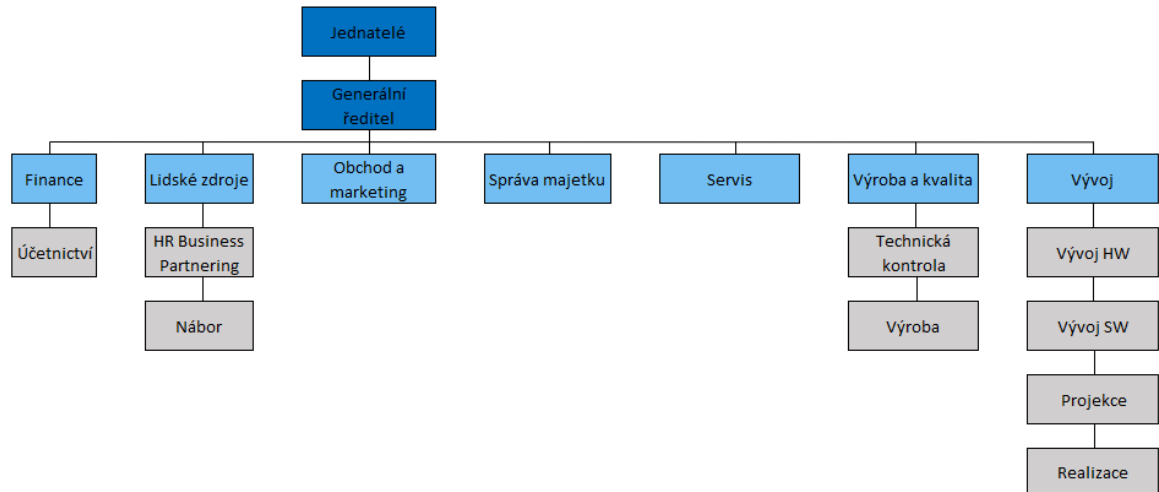 Jednatelé
Generální
ředitel
Finance
Lidské zdroje
Obchod a
marketing
Správa majetku
Servis
Výroba a kvalita
Vývoj
Účetnictví
HR Business
Partnering
Technická
kontrola
Vývoj HW
Nábor
Výroba
Vývoj SW
Projekce
Realizace